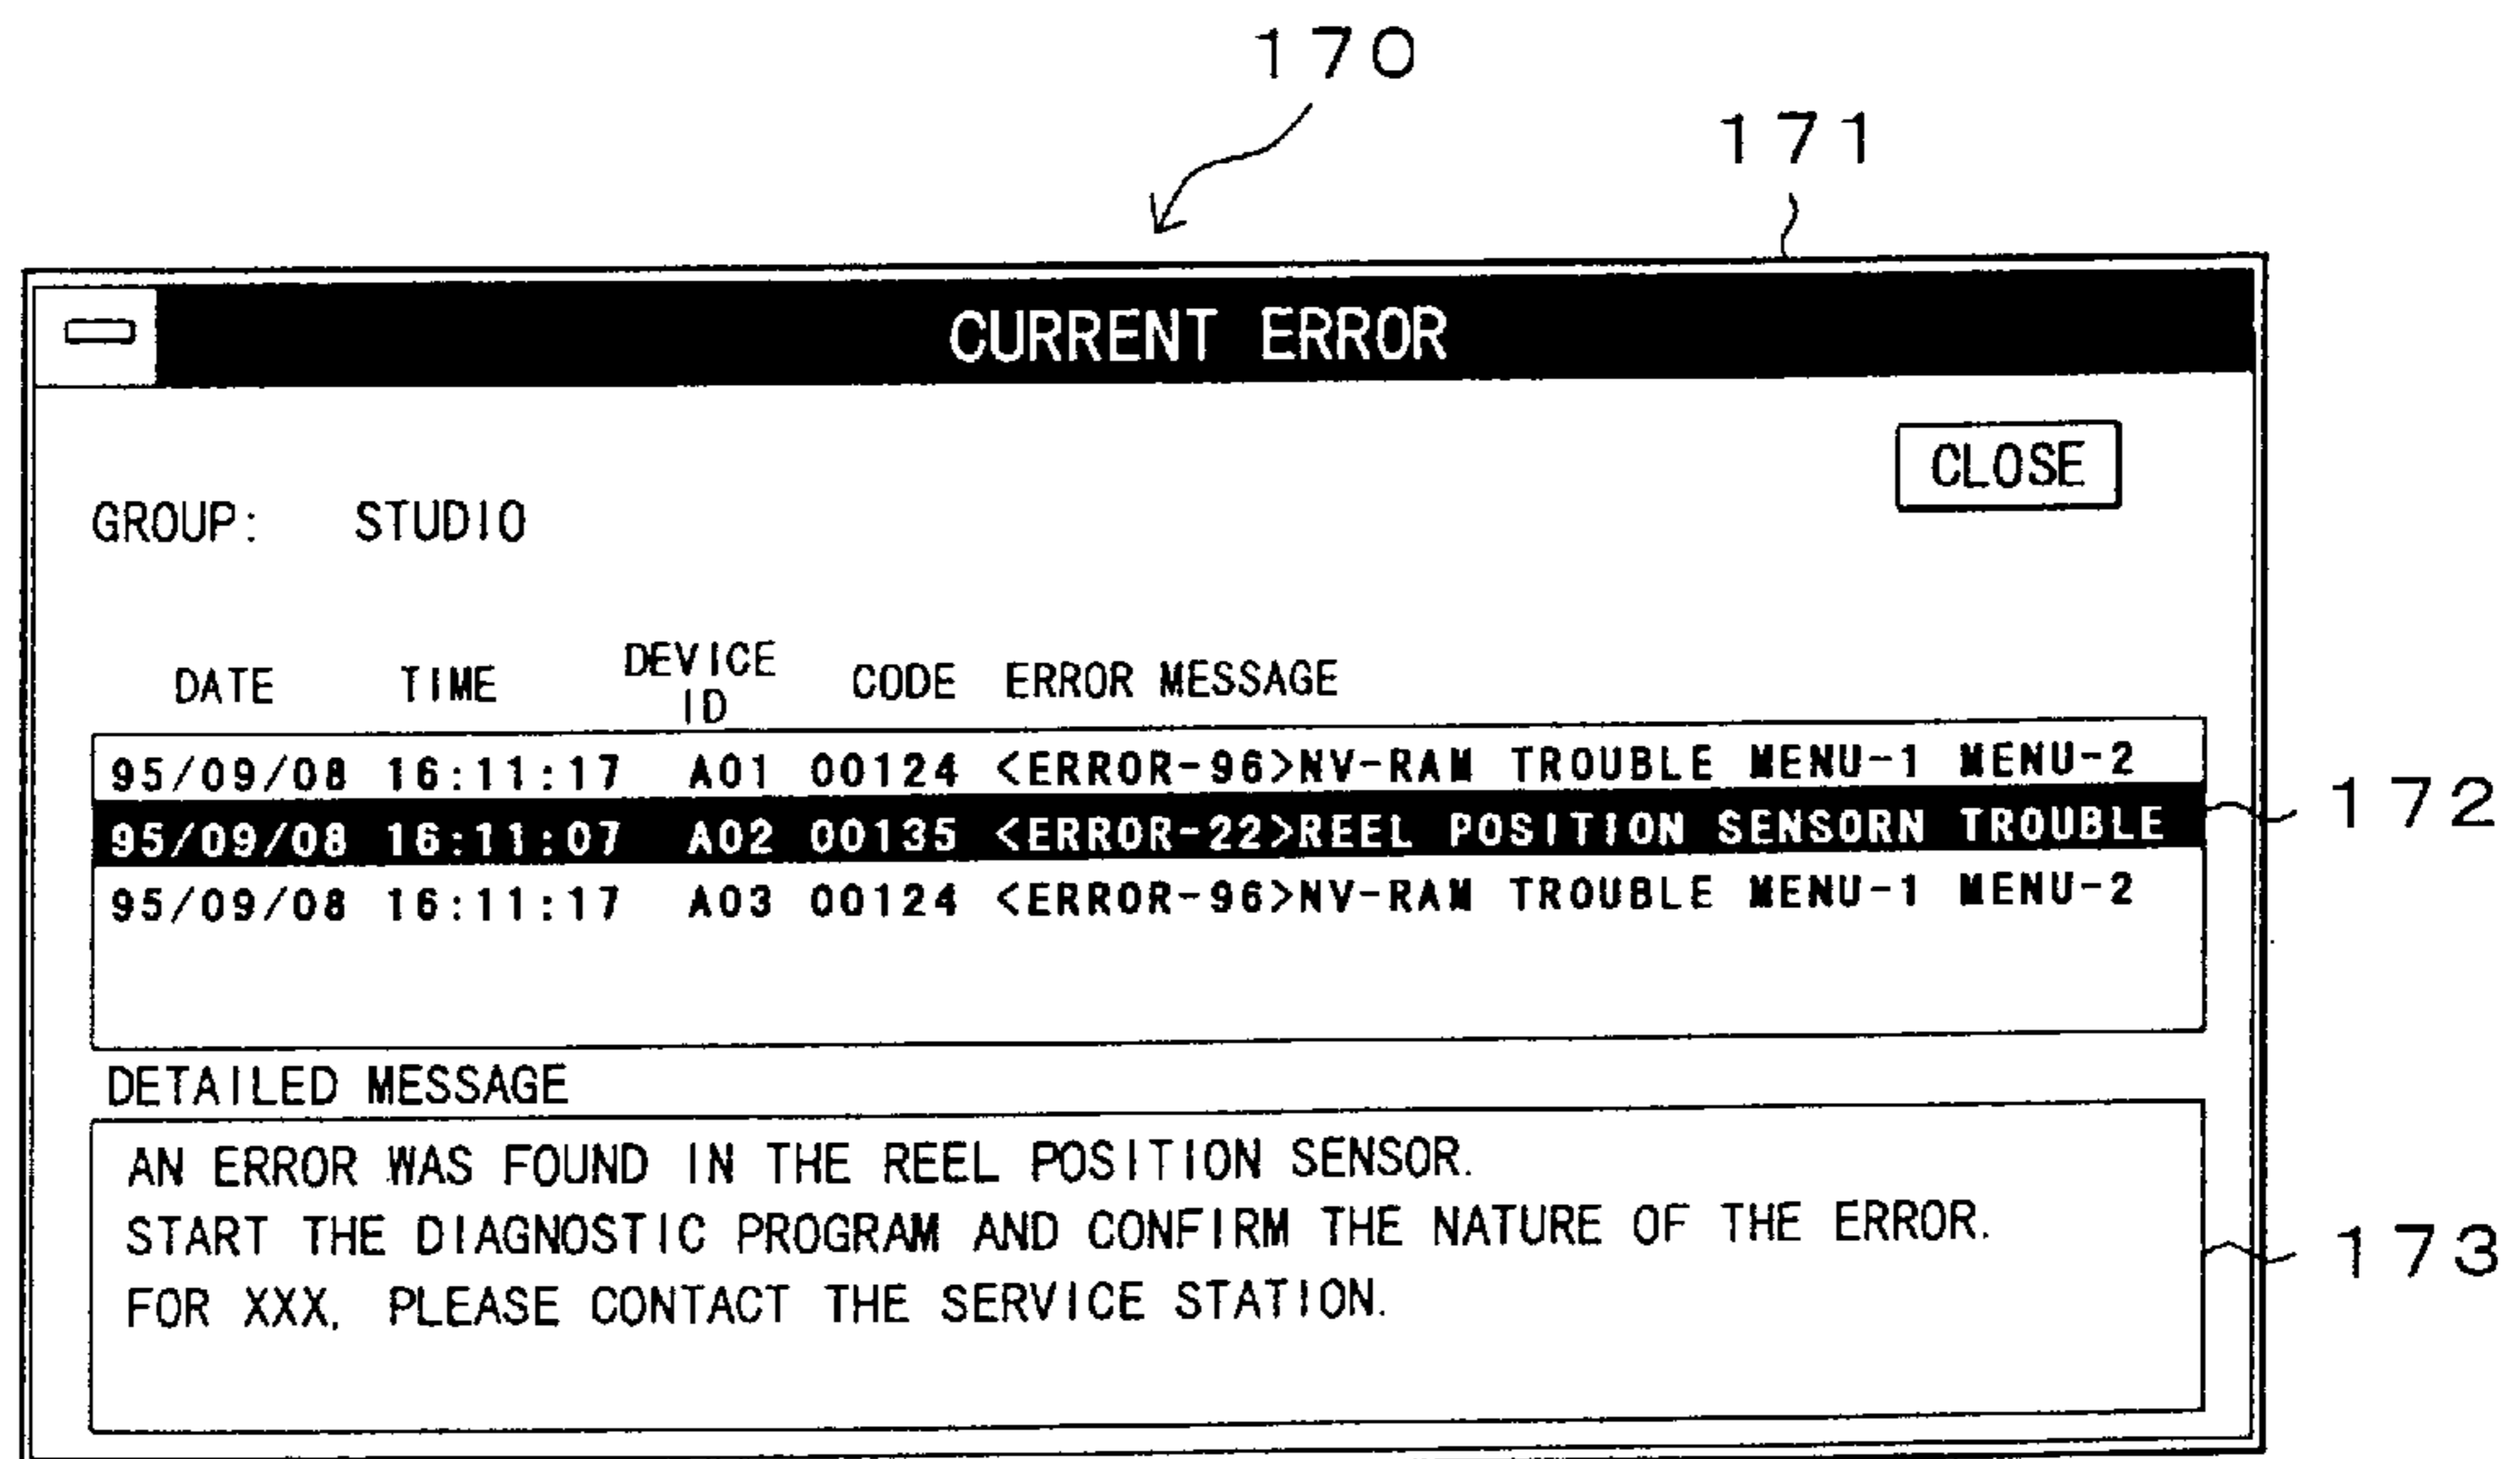 170
171
CURRENT ERROR
CLOSE
GROUP: STUDIO
DATE TIME DEVICE ID CODE ERROR MESSAGE
95/09/08 16:11:17 A01 00124 <ERROR-96>NV-RAM TROUBLE MENU-1 MENU-2
172
95/09/08 16:11:07 A02 00135 <ERROR-22>REEL POSITION SENSORN TROUBLE
95/09/08 16:11:17 A03 00124 <ERROR-96>NV-RAM TROUBLE MENU-1 MENU-2
DETAILED MESSAGE
AN ERROR WAS FOUND IN THE REEL POSITION SENSOR.
START THE DIAGNOSTIC PROGRAM AND CONFIRM THE NATURE OF THE ERROR.
173
FOR XXX, PLEASE CONTACT THE SERVICE STATION.